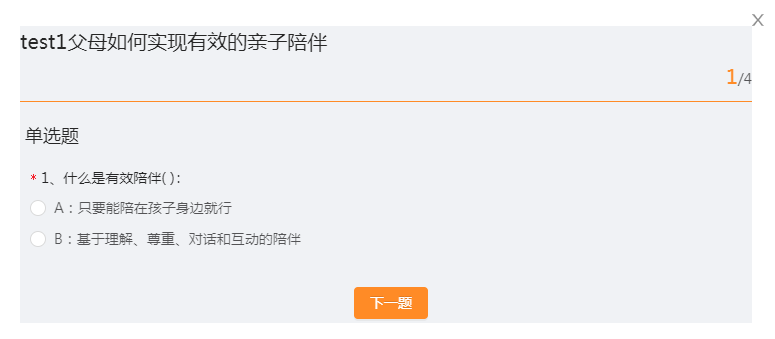 X
test1父母如何实现有效的亲子陪伴
1/4
单选题
* 1、什么是有效陪伴( ):
A：只要能陪在孩子身边就行
B：基于理解、尊重、对话和互动的陪伴
下一题